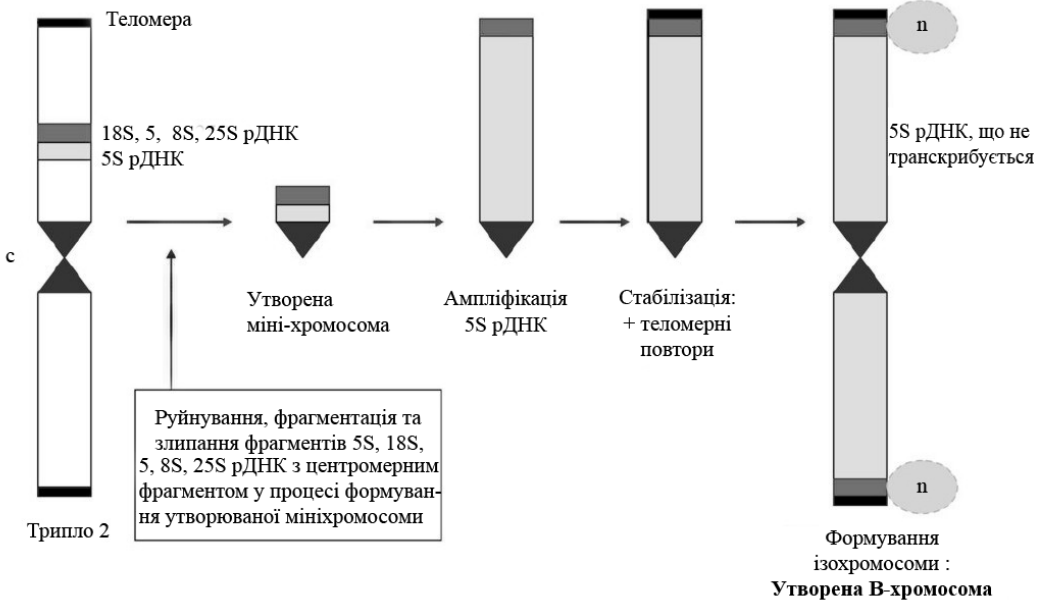 Теломера
18S, 5, 8S, 25S рДНК
5S рДНК
с
Трипло 2
Руйнування, фрагментація та
злипання фрагментів 5S, 18S,
5, 8S, 25S рДНК з центромерним
фрагментом у процесі формуван-
ня утворюваної мініхромосоми
Утворена
міні-хромосома
Ампліфікація
5S рДНК
Стабілізація:
+ теломерні
повтори
n
5S рДНК, що не
транскрибується
n
Формування
ізохромосоми :
Утворена В-хромосома